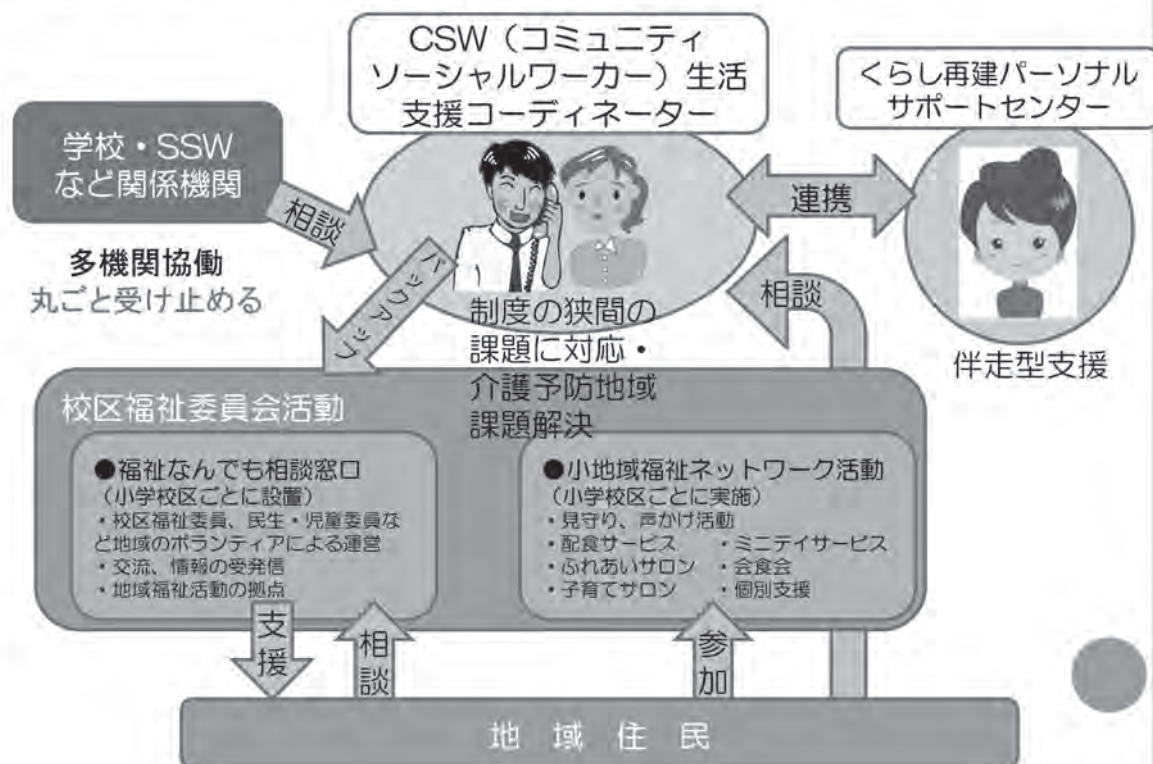 CSW（コミュニティ
ソーシャルワーカー）生活
支援コーディネーター
くらし再建パーソナル
サポートセンター
学校・SSW
など関係機関
相談
連携
多機関協働
丸ごと受け止める
バックアップ
制度の狭間の
課題に対応・
介護予防地域
課題解決
相談
伴走型支援
校区福祉委員会活動
●福祉なんでも相談窓口
（小学校区ごとに設置）
・校区福祉委員、民生・児童委員な
ど地域のボランティアによる運営
・交流、情報の受発信
・地域福祉活動の拠点
●小地域福祉ネットワーク活動
（小学校区ごとに実施）
・見守り、声かけ活動
・配食サービス ・ミニデイサービス
・ふれあいサロン ・会食会
・子育てサロン ・個別支援
支援
相談
参加
地域住民